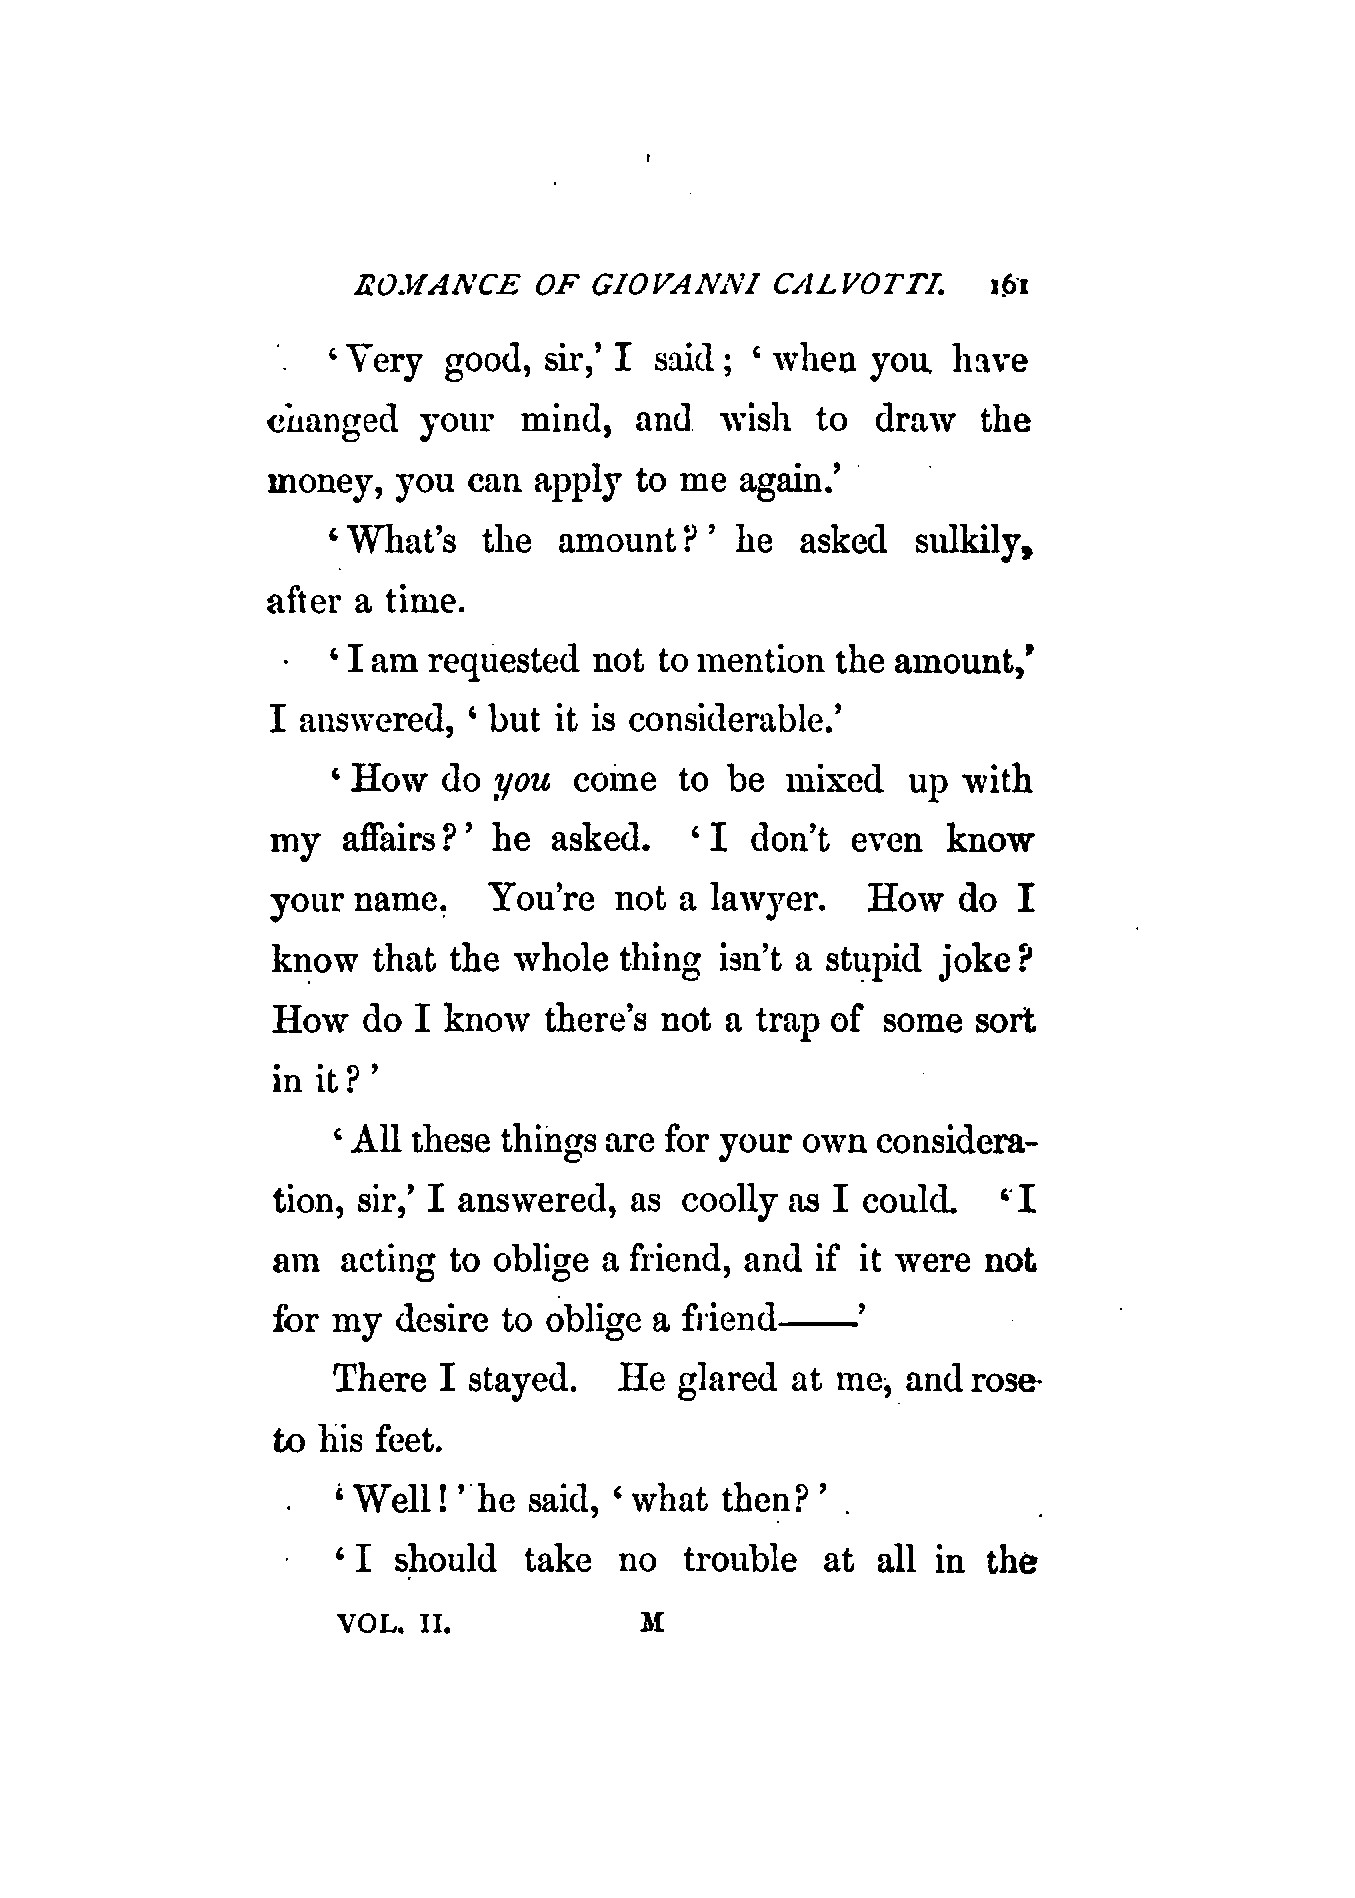 ROMANCE OF GIOVANNI CALVOTTI. 161
‘Very good, sir,’ I said; ‘when you have
changed your mind, and wish to draw the
money, you can apply to me again.’
‘What's the amount?’ he asked sulkily,
after a time.
‘I am requested not to mention the amount,’
I answered, ‘but it is considerable.’
‘How do you come to be mixed up with
my affairs?’ he asked. ‘I don't even know
your name. You're not a lawyer. How do I
know that the whole thing isn't a stupid joke?
How do I know there's not a trap of some sort
in it?’
‘All these things are for your own considera-
tion, sir,’ I answered, as coolly as I could. ‘I
am acting to oblige a friend, and if it were not
for my desire to oblige a friend——’
There I stayed. He glared at me, and rose
to his feet.
‘Well!’ he said, ‘what then?’
‘I should take no trouble at all in the
VOL. II. M